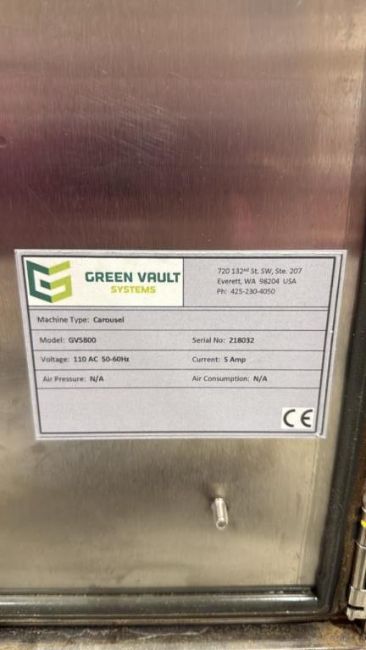 GREEN VAULT
SYSTEMS
720 132nd St. SW, Ste. 207
Everett, WA 98204 USA
Ph: 425-230-4050
Machine Type: Carousel
Model: GVS800
Serial No: 218032
Voltage: 110 AC 50-60Hz
Current: 5 Amp
Air Pressure: N/A
Air Consumption: N/A
CE